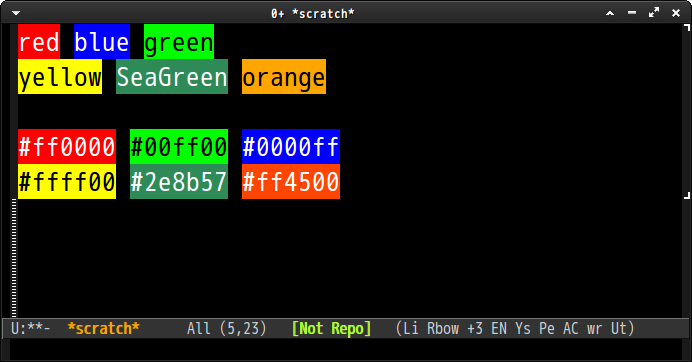 0+ *scratch*
red blue green
yellow SeaGreen orange
#ff0000 #00ff00 #0000ff
#ffff00 #2e8b57 #ff4500
U:**-  *scratch*      All (5,23)   [Not Repo]   (Li Rbow +3 EN Ys Pe AC wr Ut)